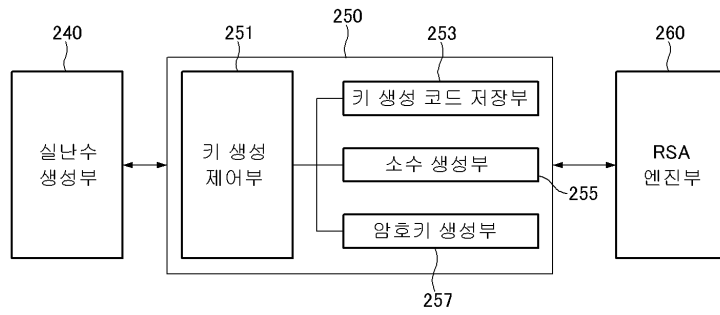 240
251
250
253
260
실난수
생성부
키 생성
제어부
키 생성 코드 저장부
소수 생성부
255
암호키 생성부
257
RSA
엔진부